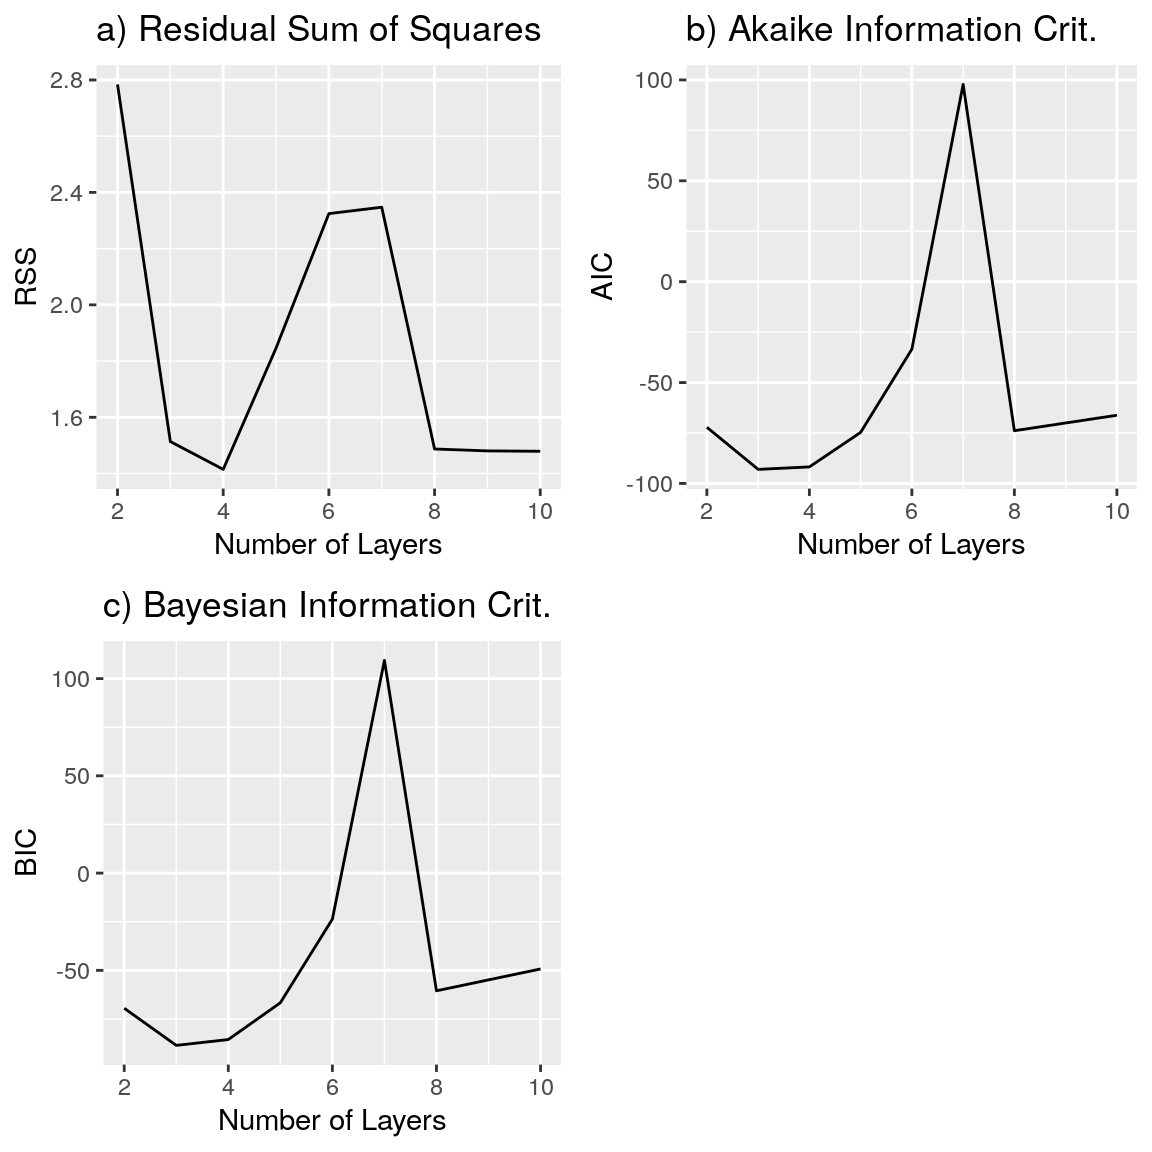 a) Residual Sum of Squares
2.8
2.4
2.0
1.6
RSS
2 4 6 8 10
Number of Layers
b) Akaike Information Crit.
100
50
0
-50
-100
AIC
2 4 6 8 10
Number of Layers
c) Bayesian Information Crit.
100
50
0
-50
BIC
2 4 6 8 10
Number of Layers